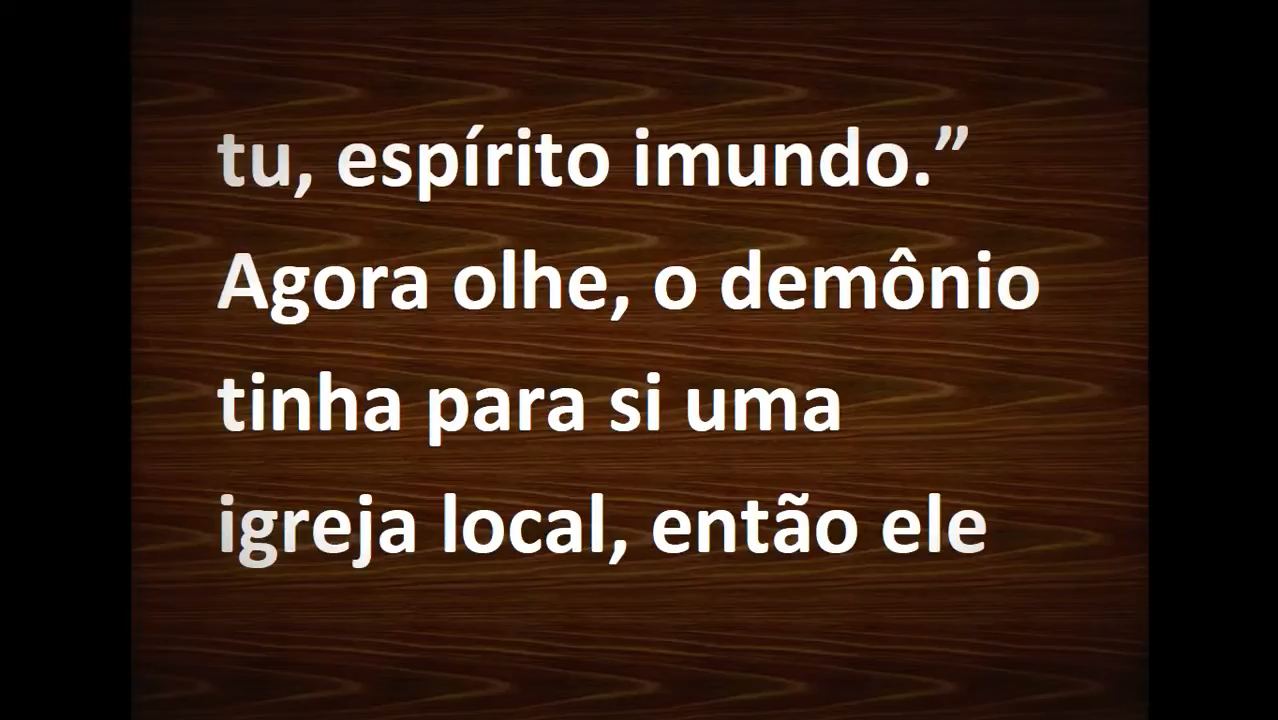 tu, espírito imundo.”
Agora olhe, o demônio
tinha para si uma
igreja local, então ele